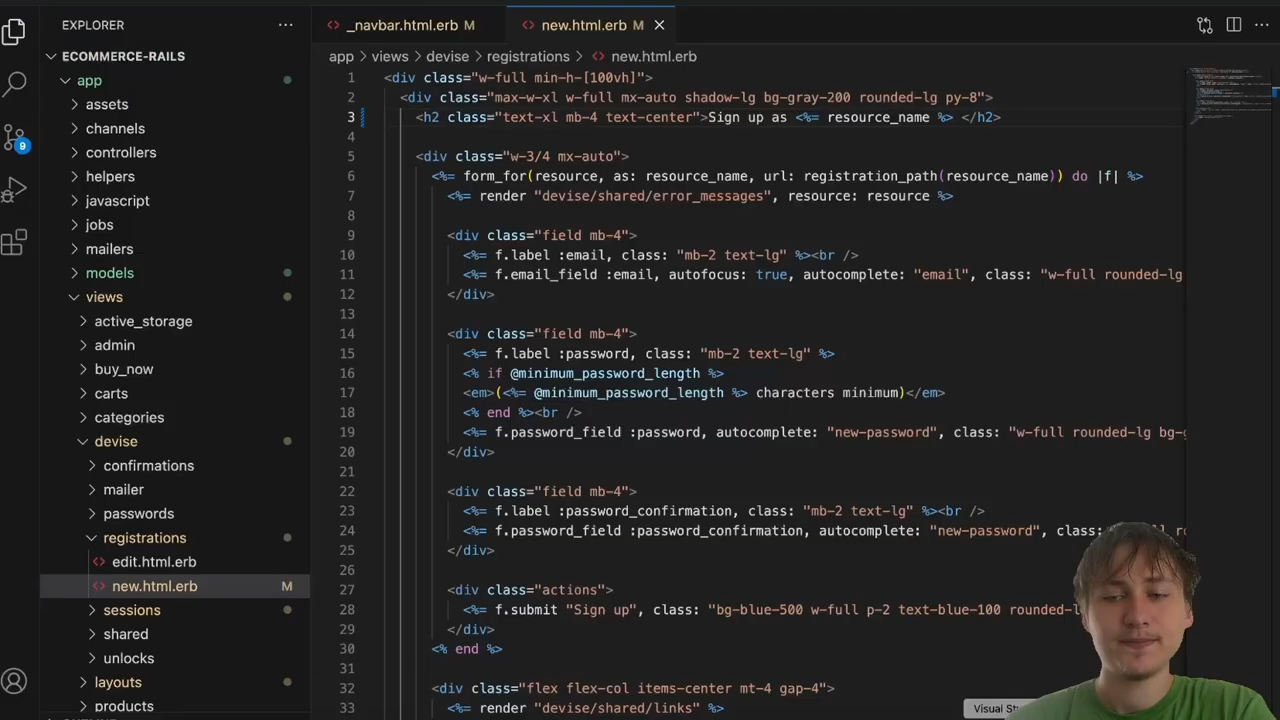 EXPLORER
ECOMMERCE-RAILS
app
assets
channels
controllers
helpers
javascript
jobs
mailers
models
views
active_storage
admin
buy_now
carts
categories
devise
confirmations
mailer
passwords
registrations
edit.html.erb
new.html.erb M
sessions
shared
unlocks
layouts
products
9
_navbar.html.erb M
new.html.erb M
app > views > devise > registrations > new.html.erb
1 <div class="w-full min-h-[100vh]">
2 <div class="max-w-xl w-full mx-auto shadow-lg bg-gray-200 rounded-lg py-8">
3 <h2 class="text-xl mb-4 text-center">Sign up as <%= resource_name %> </h2>
4
5 <div class="w-3/4 mx-auto">
6 <%= form_for(resource, as: resource_name, url: registration_path(resource_name)) do |f| %>
7 <%= render "devise/shared/error_messages", resource: resource %>
8
9 <div class="field mb-4">
10 <%= f.label :email, class: "mb-2 text-lg" %><br />
11 <%= f.email_field :email, autofocus: true, autocomplete: "email", class: "w-full rounded-lg
12 </div>
13
14 <div class="field mb-4">
15 <%= f.label :password, class: "mb-2 text-lg" %>
16 <% if @minimum_password_length %>
17 <em>(<%= @minimum_password_length %> characters minimum)</em>
18 <% end %><br />
19 <%= f.password_field :password, autocomplete: "new-password", class: "w-full rounded-lg bg-g
20 </div>
21
22 <div class="field mb-4">
23 <%= f.label :password_confirmation, class: "mb-2 text-lg" %><br />
24 <%= f.password_field :password_confirmation, autocomplete: "new-password", class:
25 </div>
26
27 <div class="actions">
28 <%= f.submit "Sign up", class: "bg-blue-500 w-full p-2 text-blue-100 rounded-l
29 </div>
30 <% end %>
31
32 <div class="flex flex-col items-center mt-4 gap-4">
33 <%= render "devise/shared/links" %>